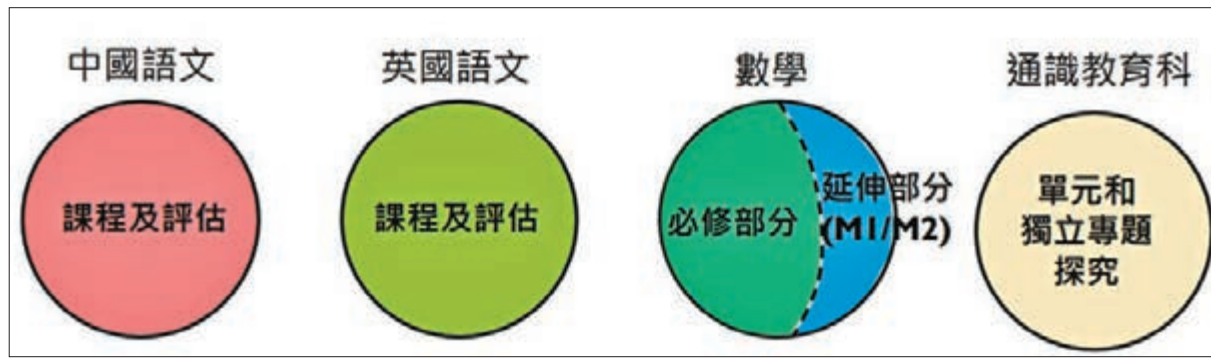 中國語文
英國語文
數學
通識教育科
課程及評估
課程及評估
必修部分
延伸部分
(M1/M2)
單元和
獨立專題
探究